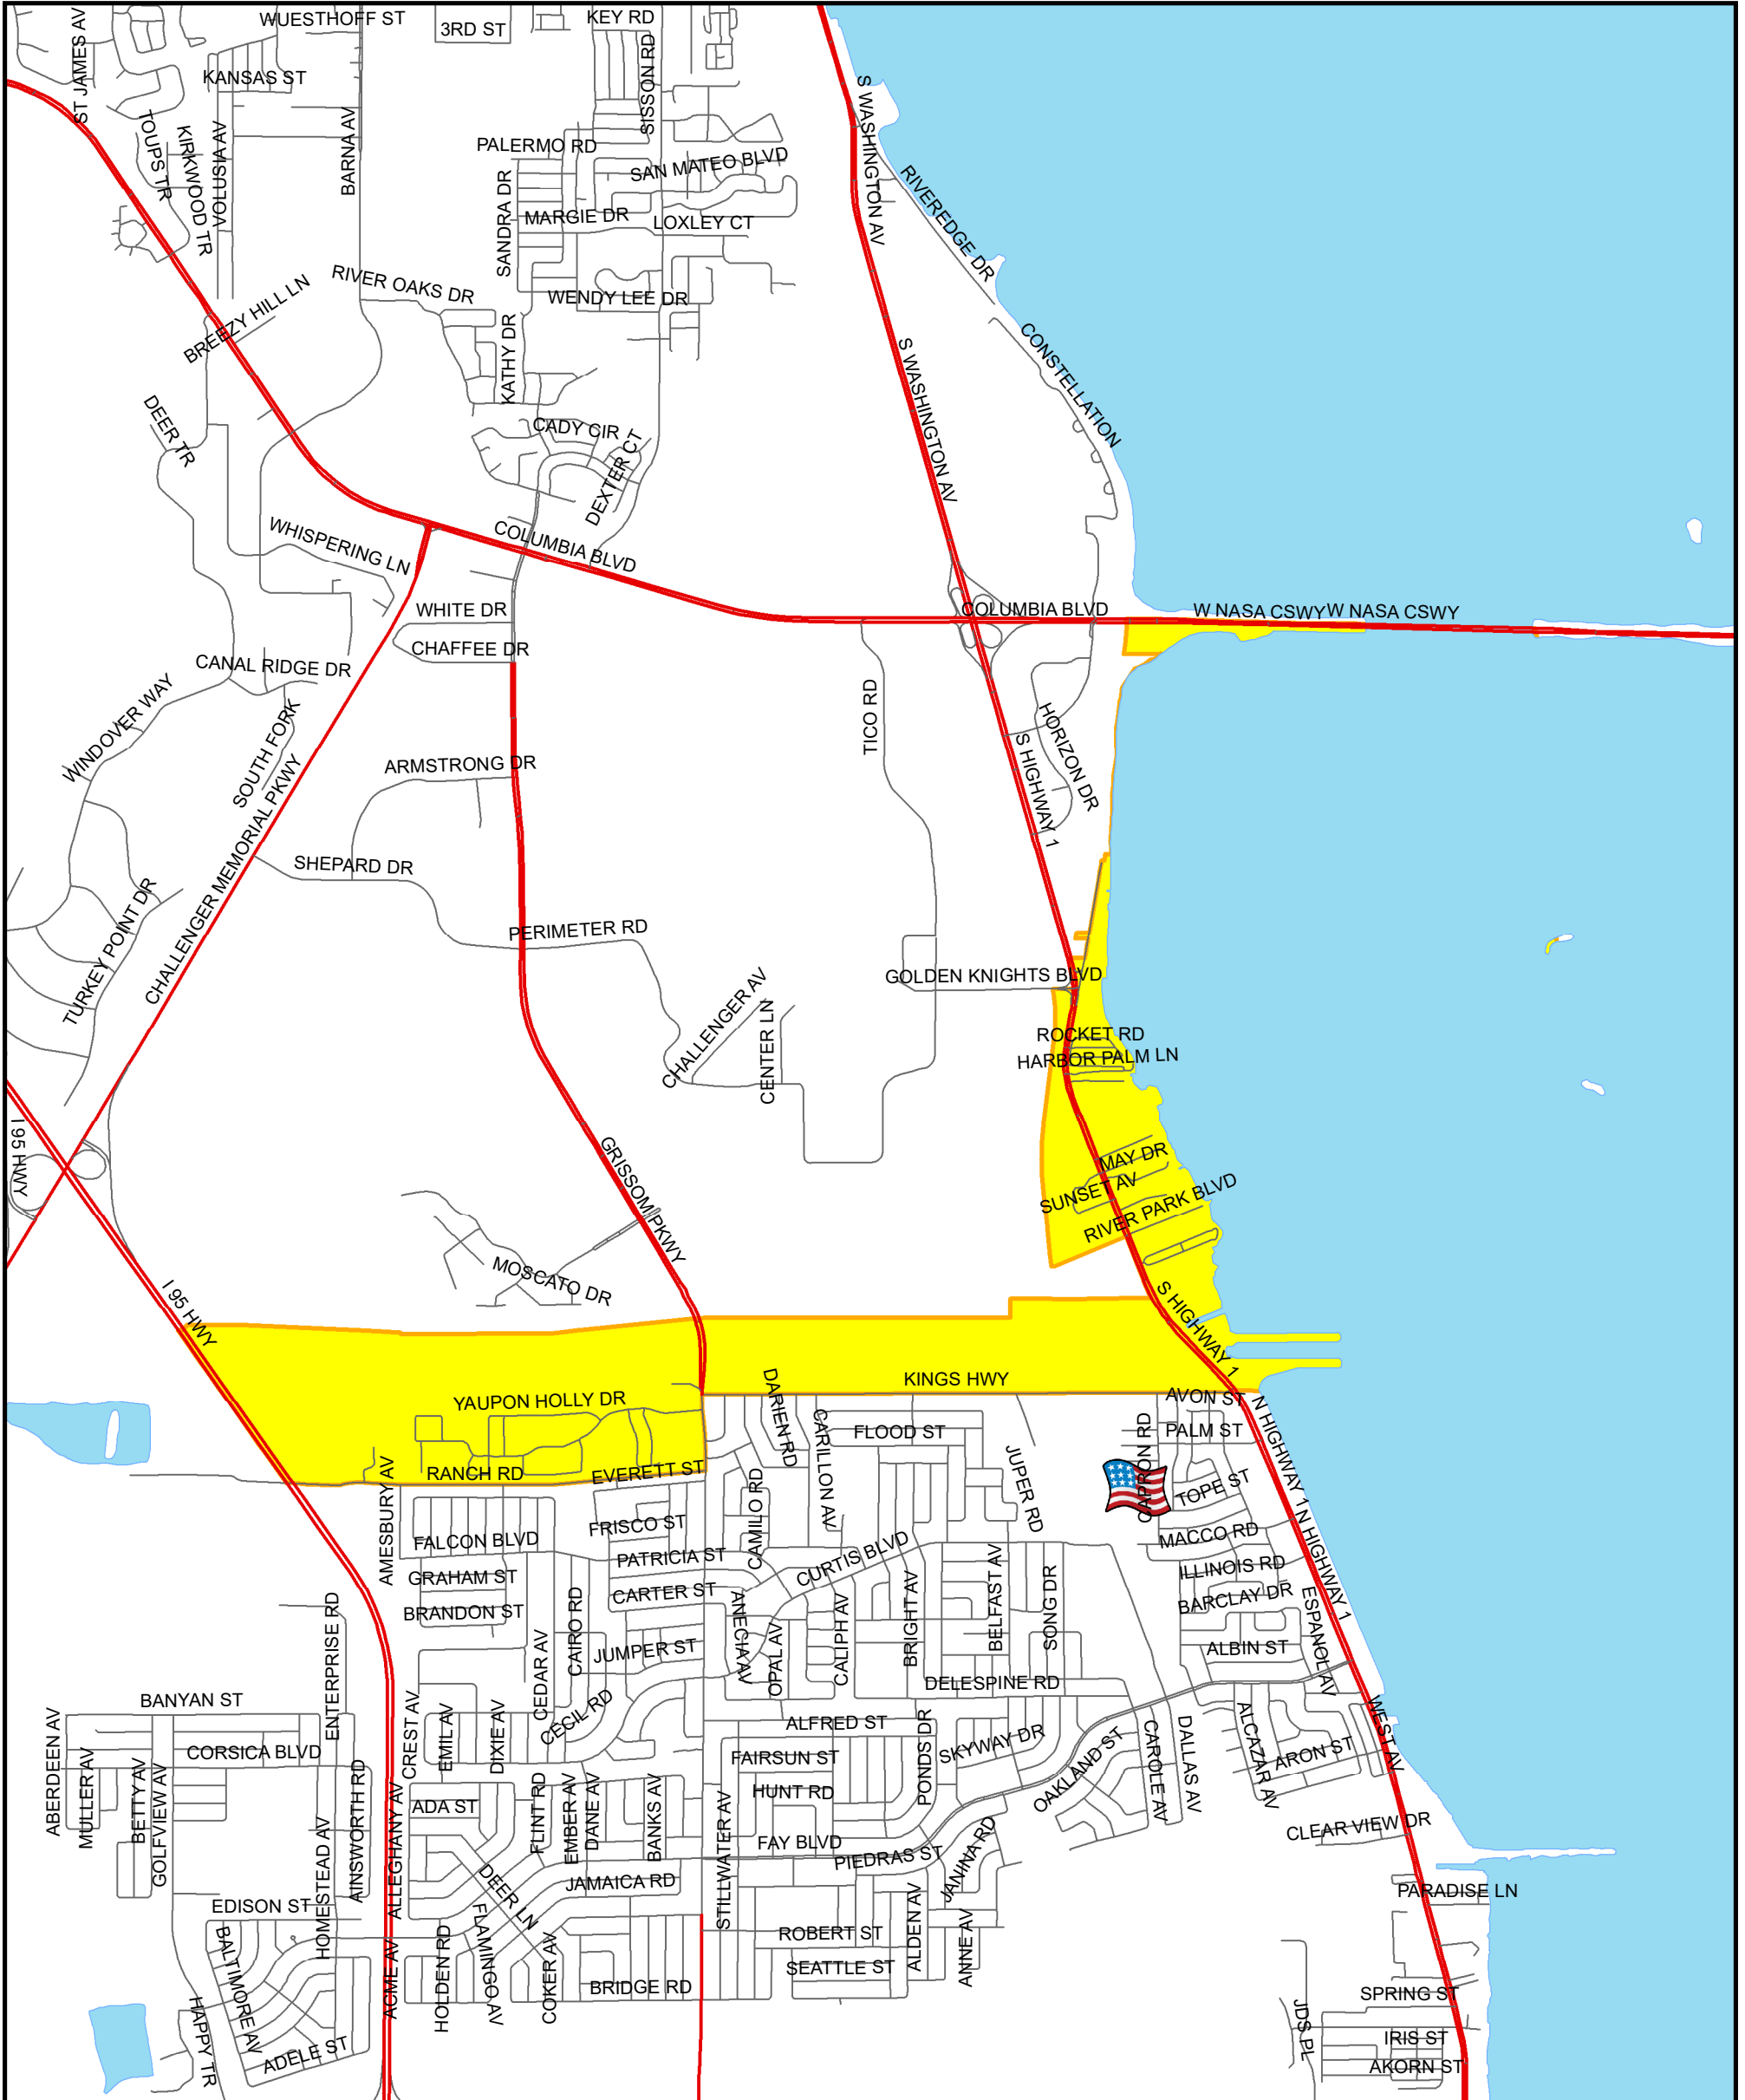 WUESTHOFF ST
3RD ST
KEY RD
ST JAMES AV
KANSAS ST
SISSON RD
S WASHINGTON AV
TOUPS TR
KIRKWOOD TR
VOLUSIA AV
BARNA AV
PALERMO RD
SAN MATEO BLVD
SANDRA DR
MARGIE DR
LOXLEY CT
RIVEREDGE DR
RIVER OAKS DR
WENDY LEE DR
BREEZY HILL LN
KATHY DR
S WASHINGTON AV
CONSTELLATION
DEER TR
CADY CIR
DEXTER CT
WHISPERING LN
COLUMBIA BLVD
WHITE DR
COLUMBIA BLVD
W NASA CSWY
W NASA CSWY
CHAFFEE DR
CANAL RIDGE DR
WINDOVER WAY
SOUTH FORK
TICO RD
HORIZON DR
S HIGHWAY 1
ARMSTRONG DR
CHALLENGER MEMORIAL PKWY
SHEPARD DR
TURKEY POINT DR
PERIMETER RD
GOLDEN KNIGHTS BLVD
CHALLENGER AV
CENTER LN
ROCKET RD
HARBOR PALM LN
I 95 HWY
GRISSOM PKWY
MAY DR
SUNSET AV
RIVER PARK BLVD
MOSCATO DR
I 95 HWY
S HIGHWAY 1
KINGS HWY
YAUPON HOLLY DR
DARIEN RD
CARILLON AV
FLOOD ST
AVON ST
PALM ST
N HIGHWAY 1
CAPRON RD
JUPER RD
RANCH RD
EVERETT ST
TOPE ST
AMESBURY AV
CAMILO RD
FRISCO ST
FALCON BLVD
MACCO RD
N HIGHWAY 1
PATRICIA ST
CURTIS BLVD
ILLINOIS RD
GRAHAM ST
CARTER ST
BARCLAY DR
BRANDON ST
ENTERPRISE RD
CAIRO RD
ANECIA AV
CALIPH AV
BRIGHT AV
BELFAST AV
SONG DR
ESPANOL AV
CEDAR AV
JUMPER ST
OPAL AV
ALBIN ST
DELESPINE RD
BANYAN ST
CREST AV
EMIL AV
DIXIE AV
CECIL RD
ALFRED ST
ABERDEEN AV
CORSICA BLVD
FAIRSUN ST
PONDS DR
SKYWAY DR
OAKLAND ST
CAROLE AV
DALLAS AV
ALCAZAR AV
ARON ST
WEST AV
MULLER AV
BETTY AV
GOLFVIEW AV
AINSWORTH RD
ADA ST
FLINT RD
EMBER AV
DANE AV
BANKS AV
HUNT RD
STILLWATER AV
FAY BLVD
CLEAR VIEW DR
HOMESTEAD AV
ALLEGHANY AV
PIEDRAS ST
JANINA RD
DEER LN
JAMAICA RD
PARADISE LN
EDISON ST
BALTIMORE AV
FLAMINGO AV
HOLDEN RD
COKER AV
ROBERT ST
ALDEN AV
ANNE AV
SEATTLE ST
BRIDGE RD
ACME AV
HAPPY TR
ADELE ST
SPRING ST
JDS PL
IRIS ST
AKORN ST